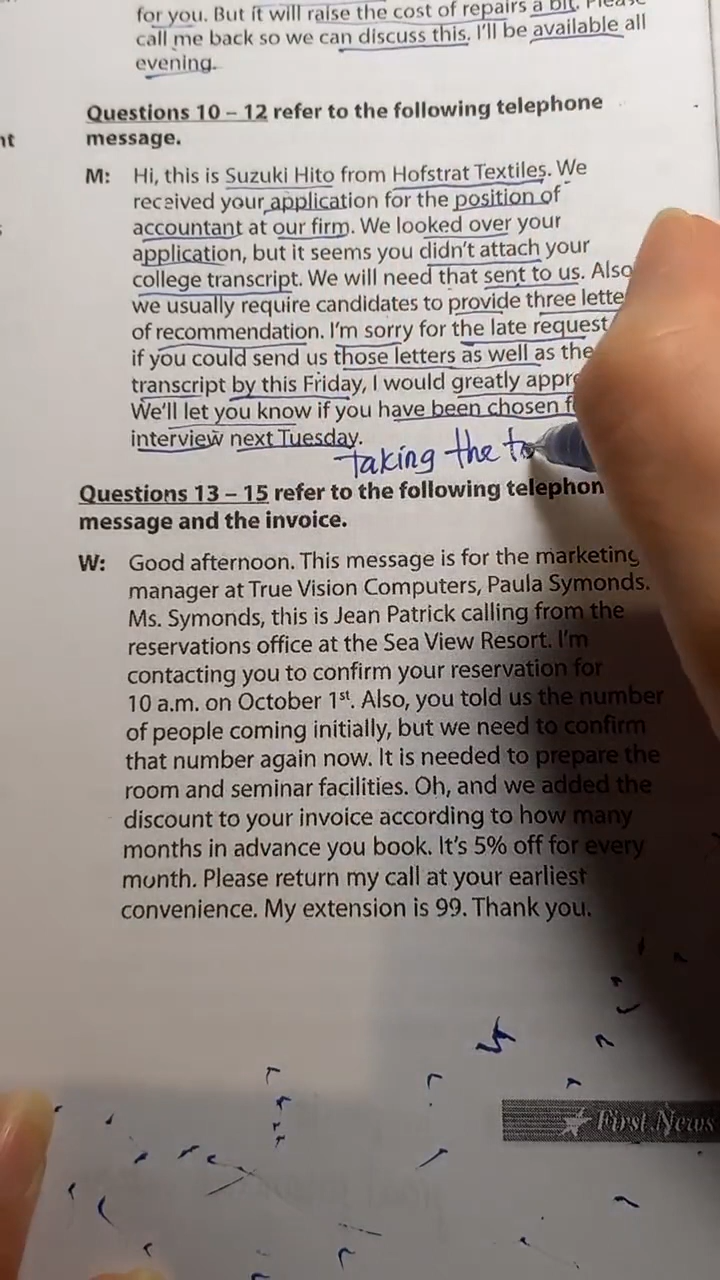 for you. But it will raise the cost of repairs a bit. Please
call me back so we can discuss this. I'll be available all
evening.
Questions 10 – 12 refer to the following telephone
message.
M: Hi, this is Suzuki Hito from Hofstrat Textiles. We
received your application for the position of
accountant at our firm. We looked over your
application, but it seems you didn't attach your
college transcript. We will need that sent to us. Also
we usually require candidates to provide three lette
of recommendation. I'm sorry for the late request
if you could send us those letters as well as the
transcript by this Friday, I would greatly appre
We'll let you know if you have been chosen f
interview next Tuesday.
taking the
Questions 13 – 15 refer to the following telephon
message and the invoice.
W: Good afternoon. This message is for the marketing
manager at True Vision Computers, Paula Symonds.
Ms. Symonds, this is Jean Patrick calling from the
reservations office at the Sea View Resort. I'm
contacting you to confirm your reservation for
10 a.m. on October 1st. Also, you told us the number
of people coming initially, but we need to confirm
that number again now. It is needed to prepare the
room and seminar facilities. Oh, and we added the
discount to your invoice according to how many
months in advance you book. It's 5% off for every
month. Please return my call at your earliest
convenience. My extension is 99. Thank you.
First News